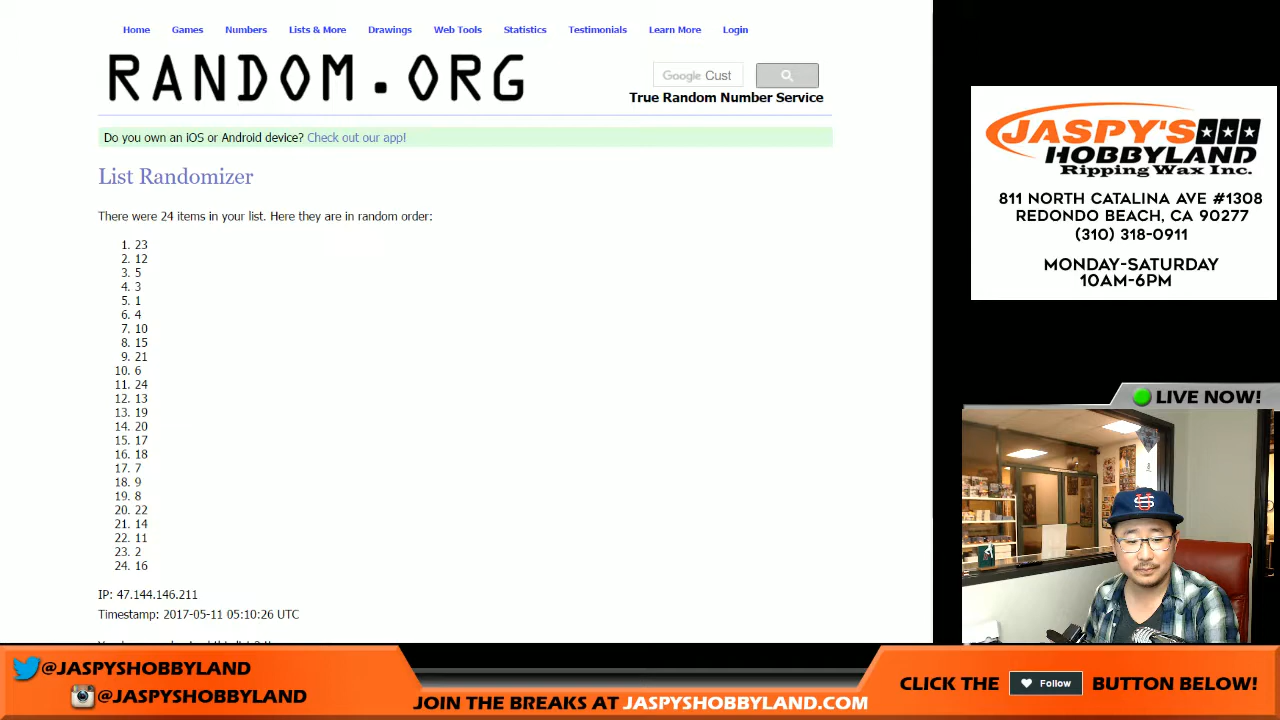 Home Games Numbers Lists & More Drawings Web Tools Statistics Testimonials Learn More Login
RANDOM.ORG
Google Cust
True Random Number Service
Do you own an iOS or Android device? Check out our app!
List Randomizer
There were 24 items in your list. Here they are in random order:
1. 23
2. 12
3. 5
4. 3
5. 1
6. 4
7. 10
8. 15
9. 21
10. 6
11. 24
12. 13
13. 19
14. 20
15. 17
16. 18
17. 7
18. 9
19. 8
20. 22
21. 14
22. 11
23. 2
24. 16
IP: 47.144.146.211
Timestamp: 2017-05-11 05:10:26 UTC
JASPY'S
HOBBYLAND
Ripping Wax Inc.
811 NORTH CATALINA AVE #1308
REDONDO BEACH, CA 90277
(310) 318-0911
MONDAY-SATURDAY
10AM-6PM
LIVE NOW!
@JASPYSHOBBYLAND
@JASPYSHOBBYLAND
JOIN THE BREAKS AT JASPYSHOBBYLAND.COM
CLICK THE Follow BUTTON BELOW!